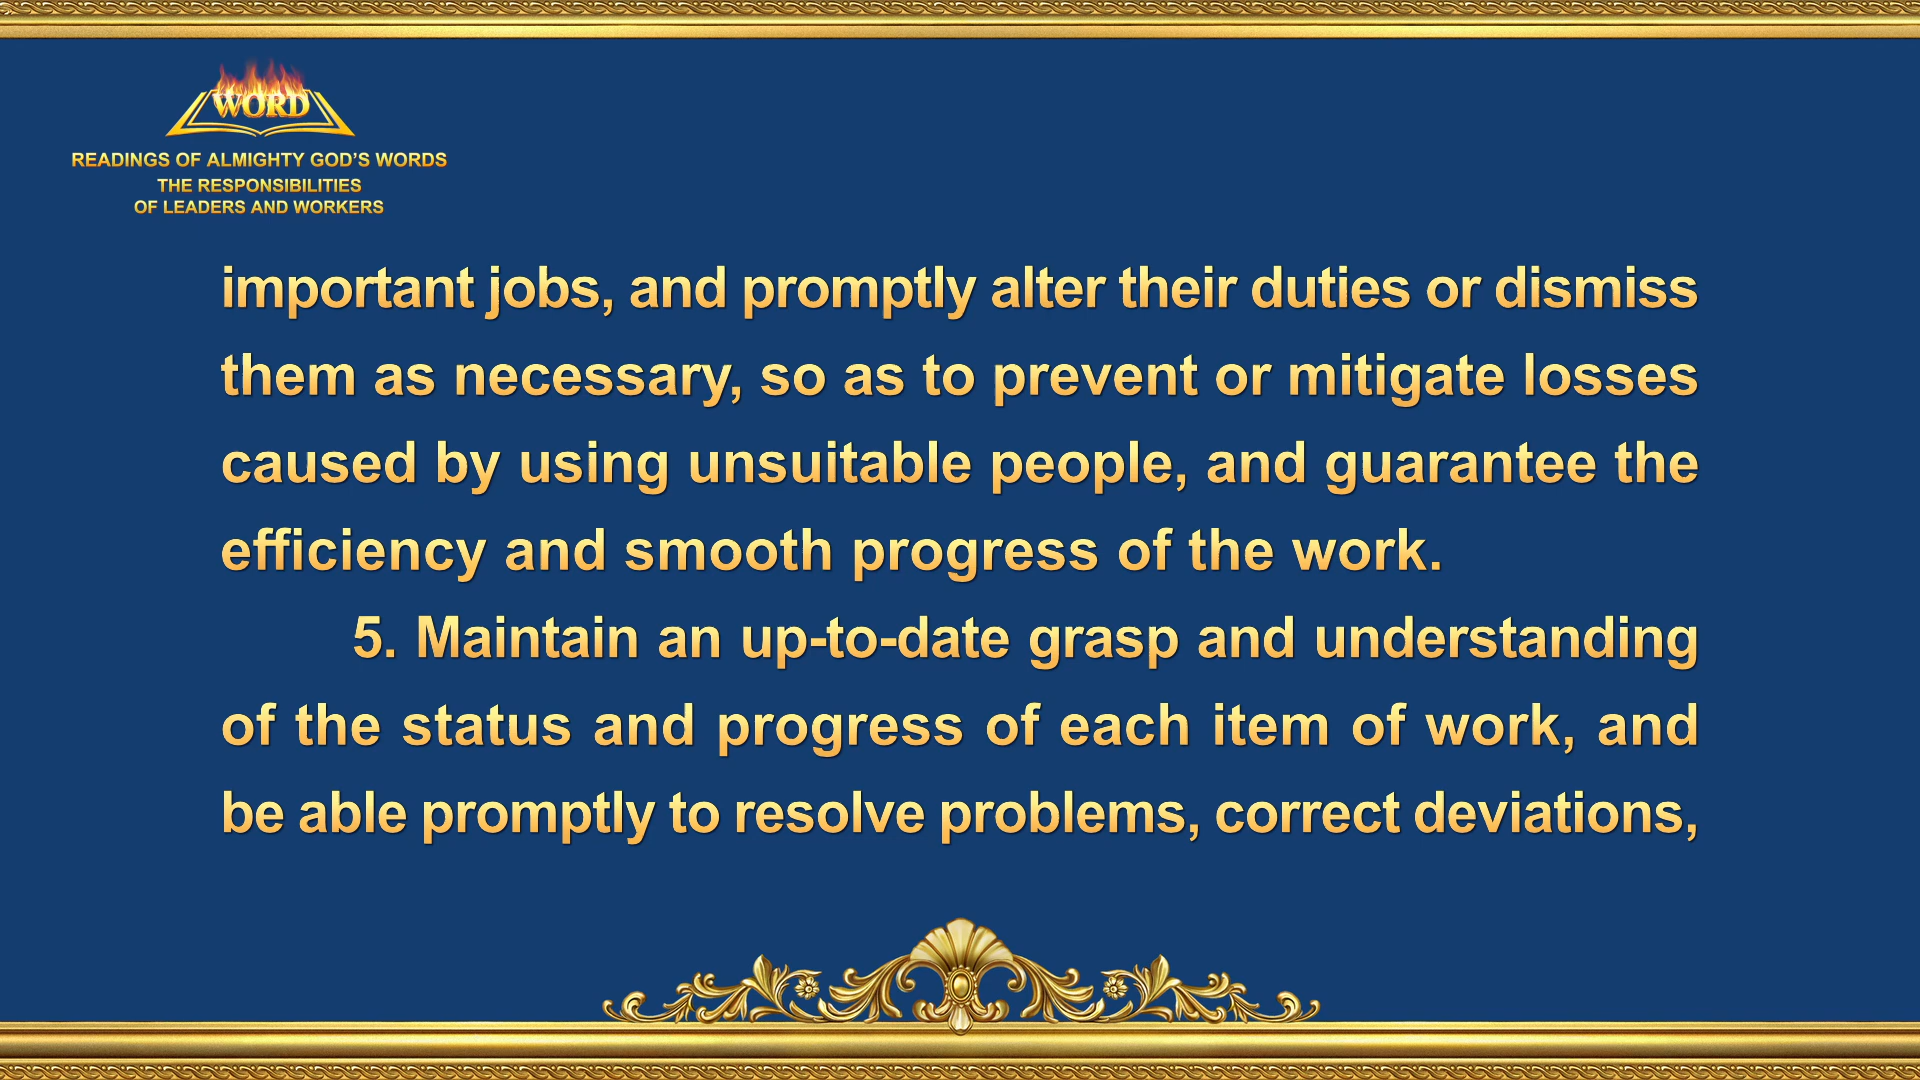 WORD
READINGS OF ALMIGHTY GOD’S WORDS
THE RESPONSIBILITIES
OF LEADERS AND WORKERS
important jobs, and promptly alter their duties or dismiss
them as necessary, so as to prevent or mitigate losses
caused by using unsuitable people, and guarantee the
efficiency and smooth progress of the work.
5. Maintain an up-to-date grasp and understanding
of the status and progress of each item of work, and
be able promptly to resolve problems, correct deviations,